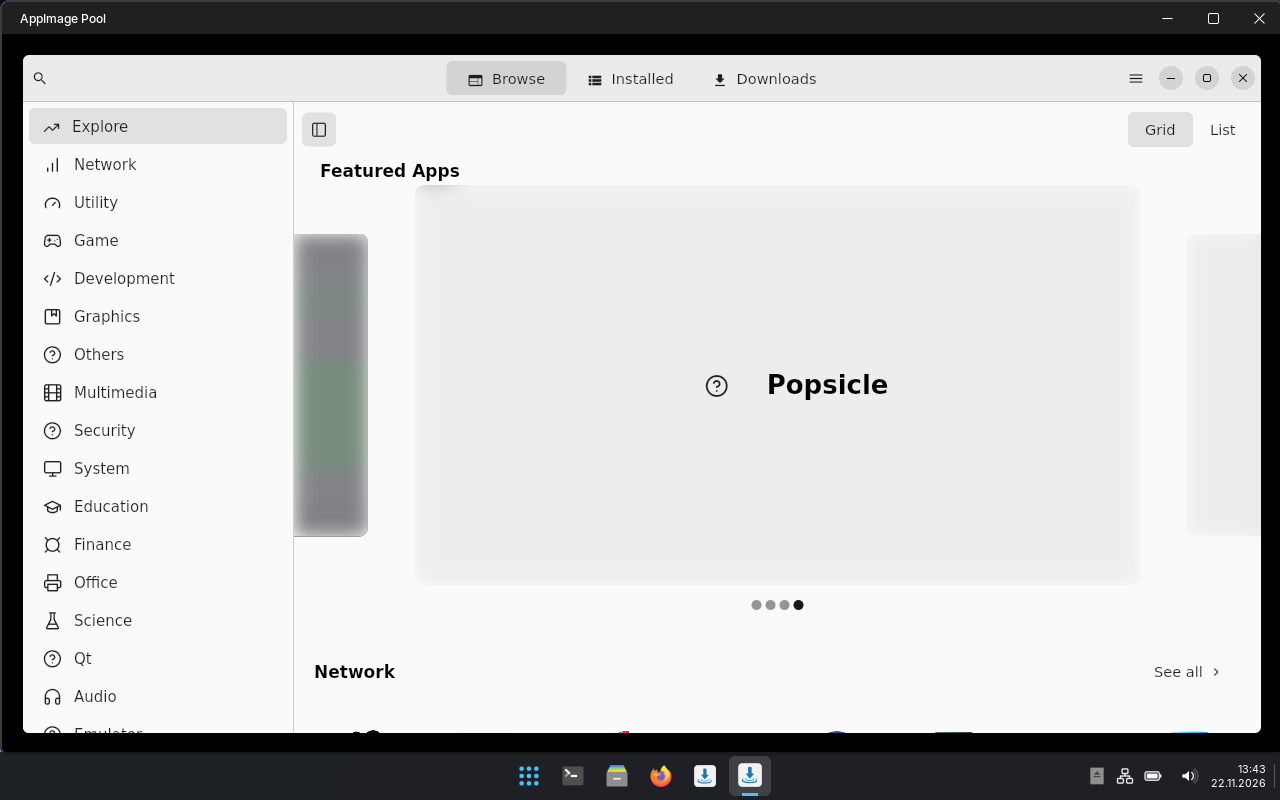 AppImage Pool
Browse
Installed
Downloads
Explore
Network
Utility
Game
Development
Graphics
Others
Multimedia
Security
System
Education
Finance
Office
Science
Qt
Audio
Emulator
Grid
List
Featured Apps
Popsicle
Network
See all
13:43
22.11.2026